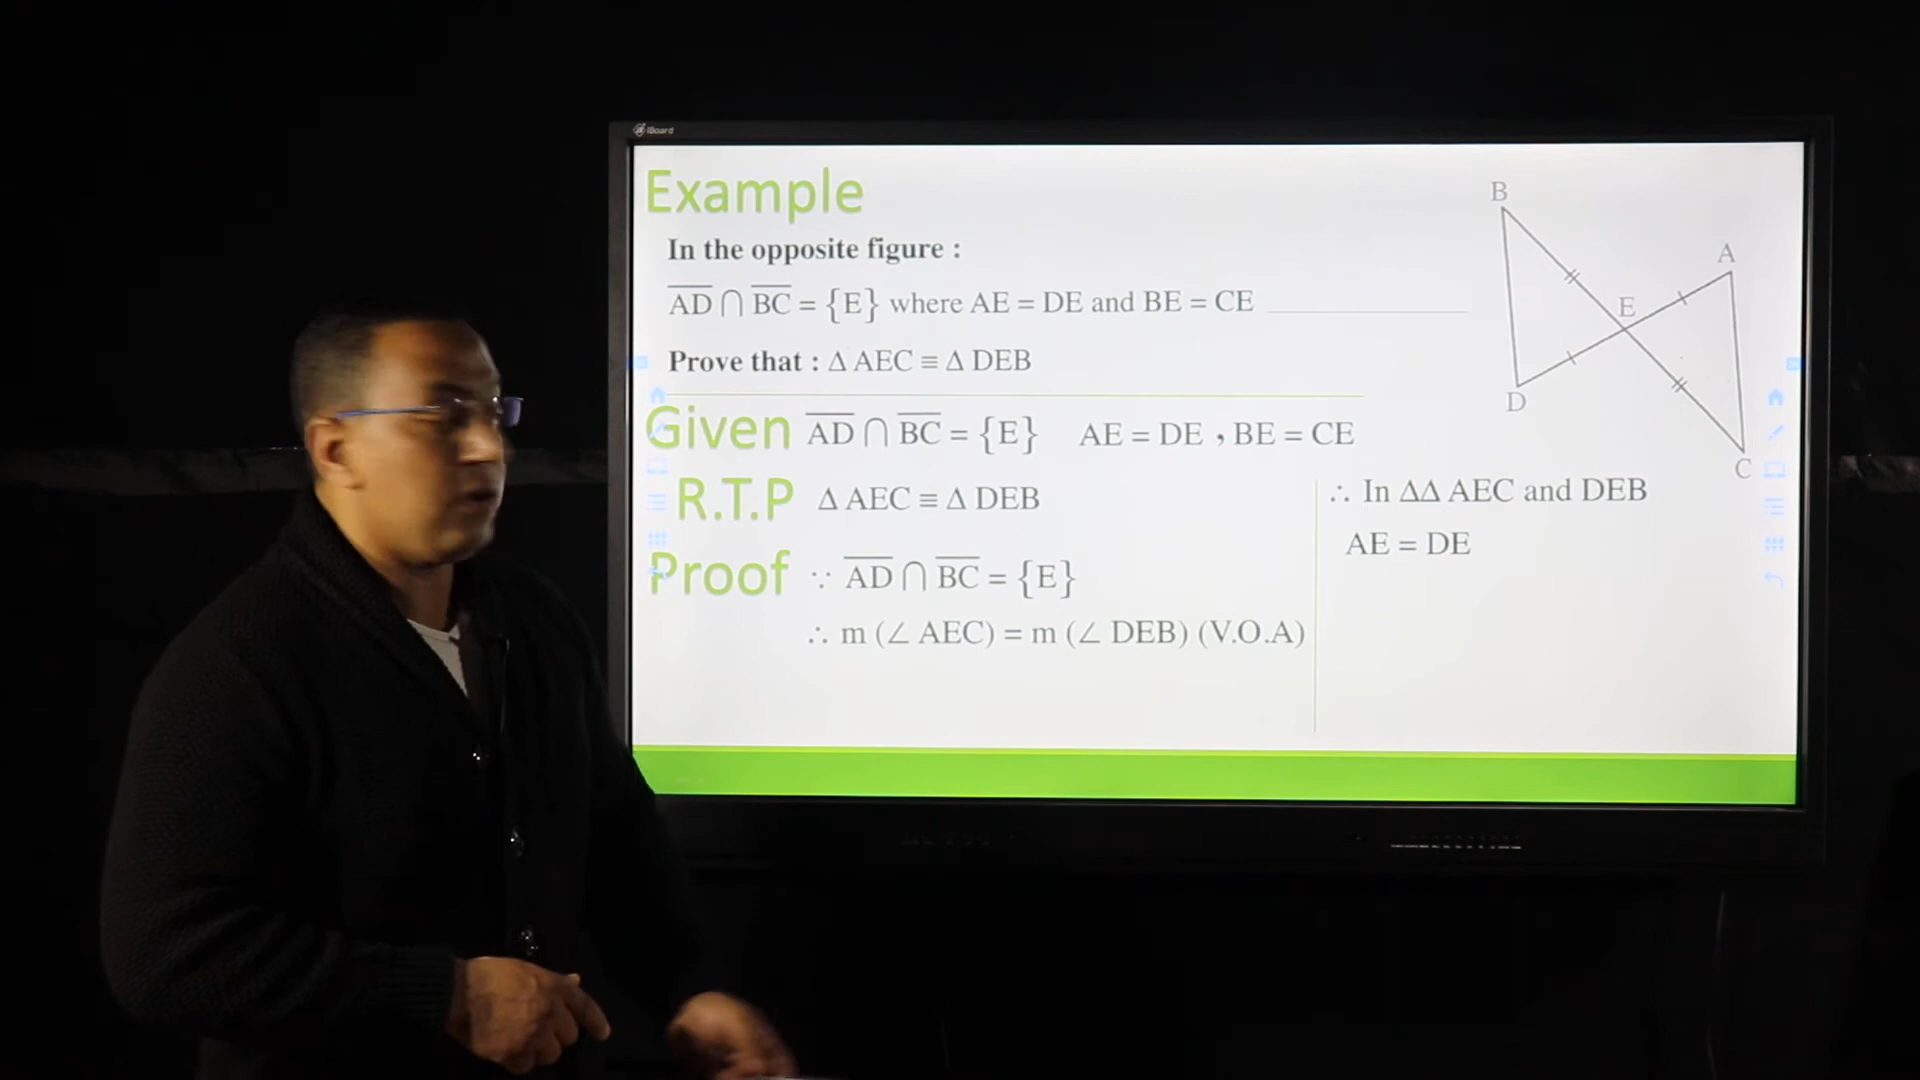 iBoard
Example
In the opposite figure :
AD ∩ BC = {E} where AE = DE and BE = CE
Prove that : Δ AEC ≡ Δ DEB
B
A
E
D
C
Given AD ∩ BC = {E} AE = DE , BE = CE
R.T.P Δ AEC ≡ Δ DEB
Proof ∵ AD ∩ BC = {E}
∴ m (∠ AEC) = m (∠ DEB) (V.O.A)
∴ In ΔΔ AEC and DEB
AE = DE